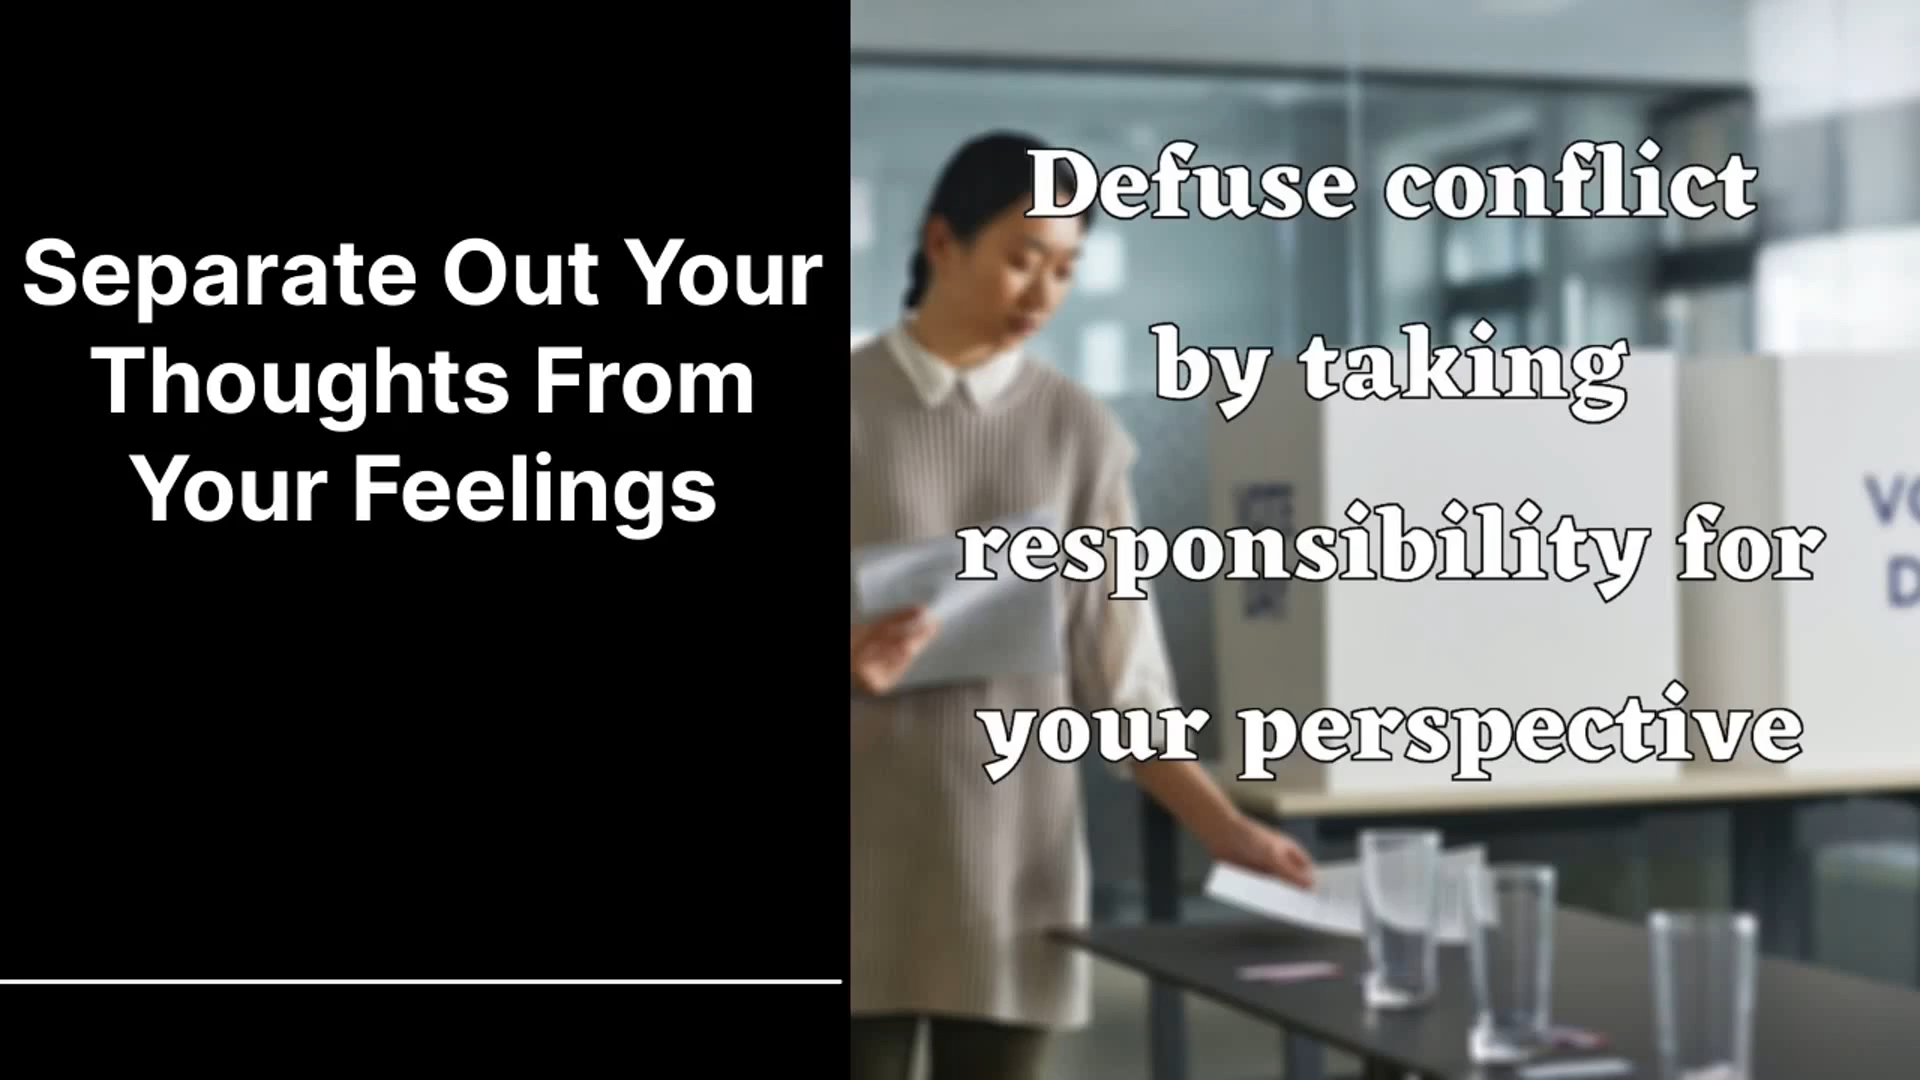 Separate Out Your
Thoughts From
Your Feelings
Defuse conflict
by taking
responsibility for
your perspective